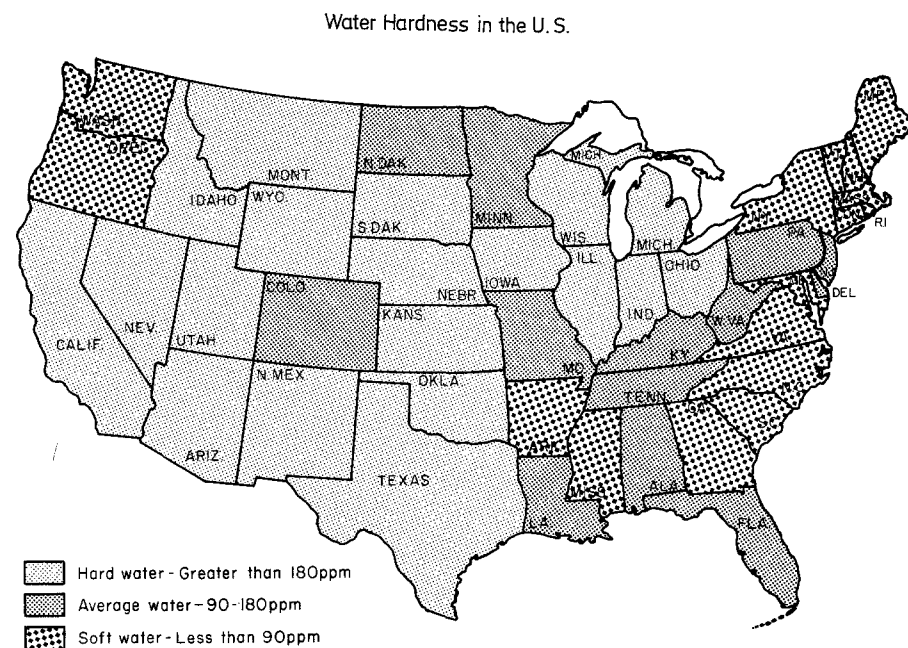 Water Hardness in the U.S.
WASH.
OREG.
IDAHO
MONT
WYO.
N.DAK
S.DAK
MINN.
WIS
MICH
MICH.
IOWA
NEBR
ILL
IND.
OHIO
PA
NY
ME
RI
DEL
CALIF.
NEV.
UTAH
COLO.
KANS
MO
KY.
W.VA
TENN.
ARIZ
N.MEX
OKLA.
ARK
TEXAS
LA.
MISS
ALA
GA.
FLA
Hard water - Greater than 180ppm
Average water - 90-180ppm
Soft water - Less than 90ppm